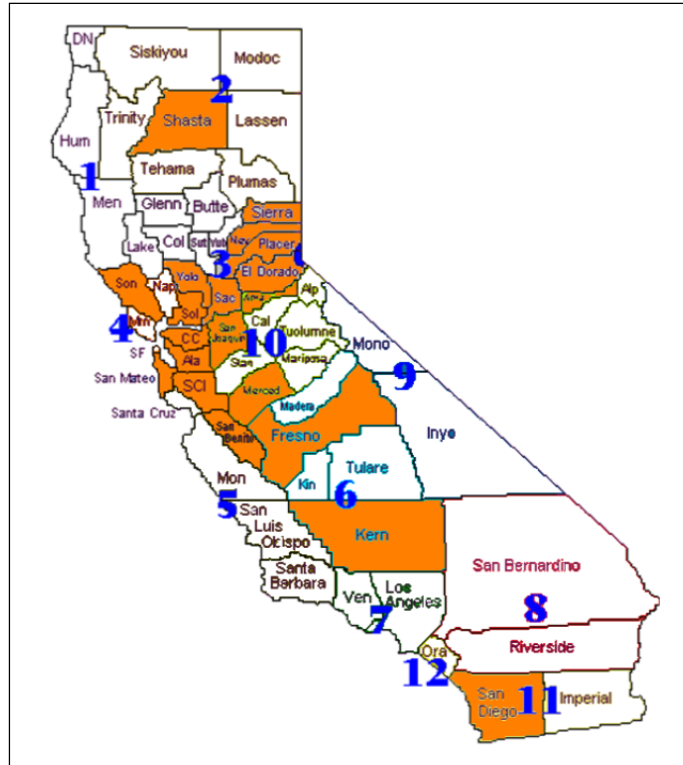 DN
Siskiyou
Modoc
2
Hum
Trinity
Shasta
Lassen
1
Tehama
Plumas
Men
Glenn
Butte
Sierra
Lake
Col
Sut
Yub
Nev
Placer
3
El Dorado
Son
Nap
Yolo
Sac
Ama
Alp
4
Mrn
Sol
San
Joaquin
Cal
10
Tuolumne
Mono
SF
CC
Ala
Stan
Mariposa
9
San Mateo
SCl
Merced
Madera
Santa Cruz
San
Benito
Fresno
Inyo
Mon
Kin
Tulare
5
6
San
Luis
Okispo
Kern
Santa
Barbara
Ven
Los
Angeles
San Bernardino
7
8
Ora
Riverside
12
San
Diego
11
Imperial